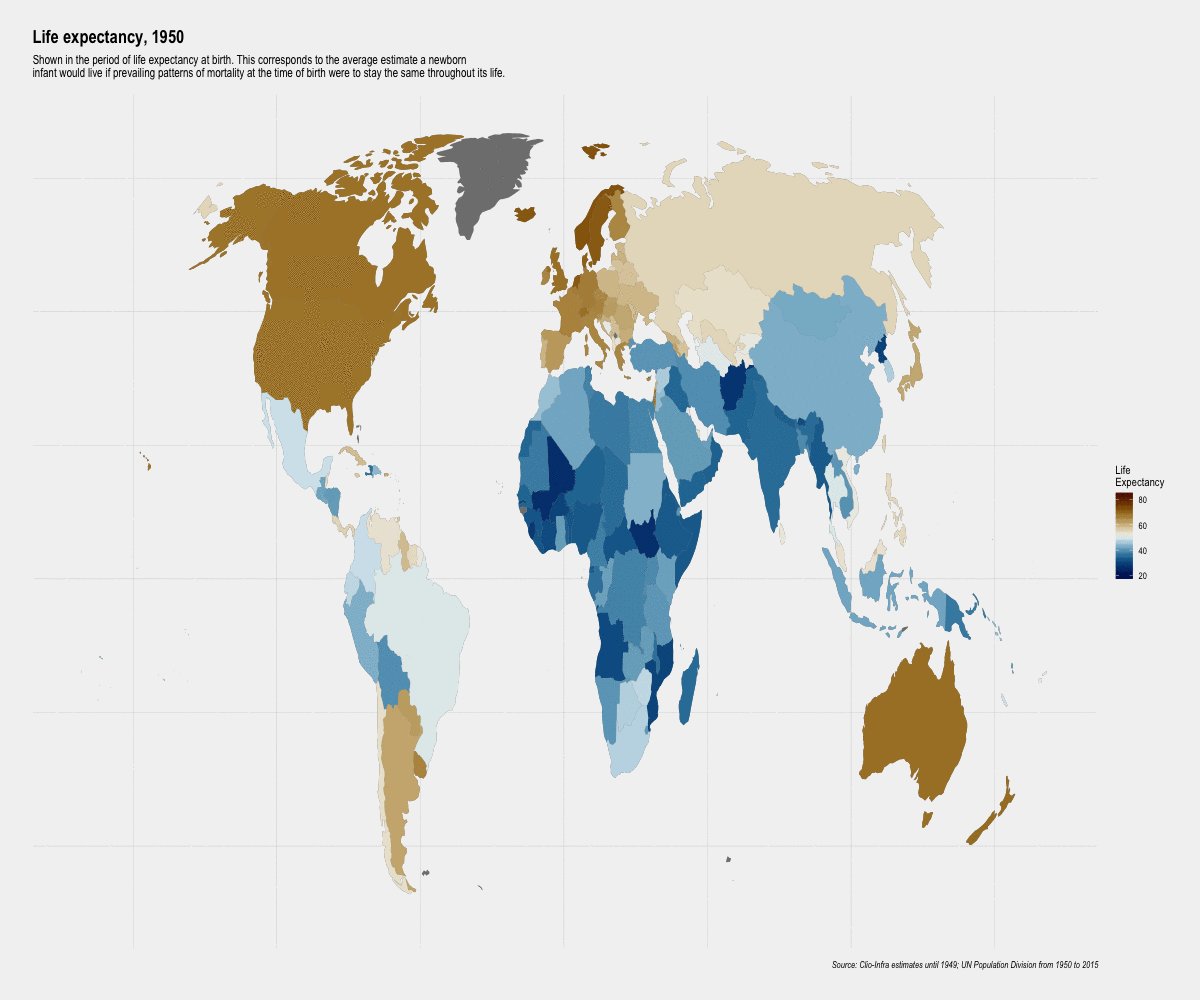 Life expectancy, 1950
Shown in the period of life expectancy at birth. This corresponds to the average estimate a newborn
infant would live if prevailing patterns of mortality at the time of birth were to stay the same throughout its life.
Life
Expectancy
80
60
40
20
Source: Clio-Infra estimates until 1949; UN Population Division from 1950 to 2015